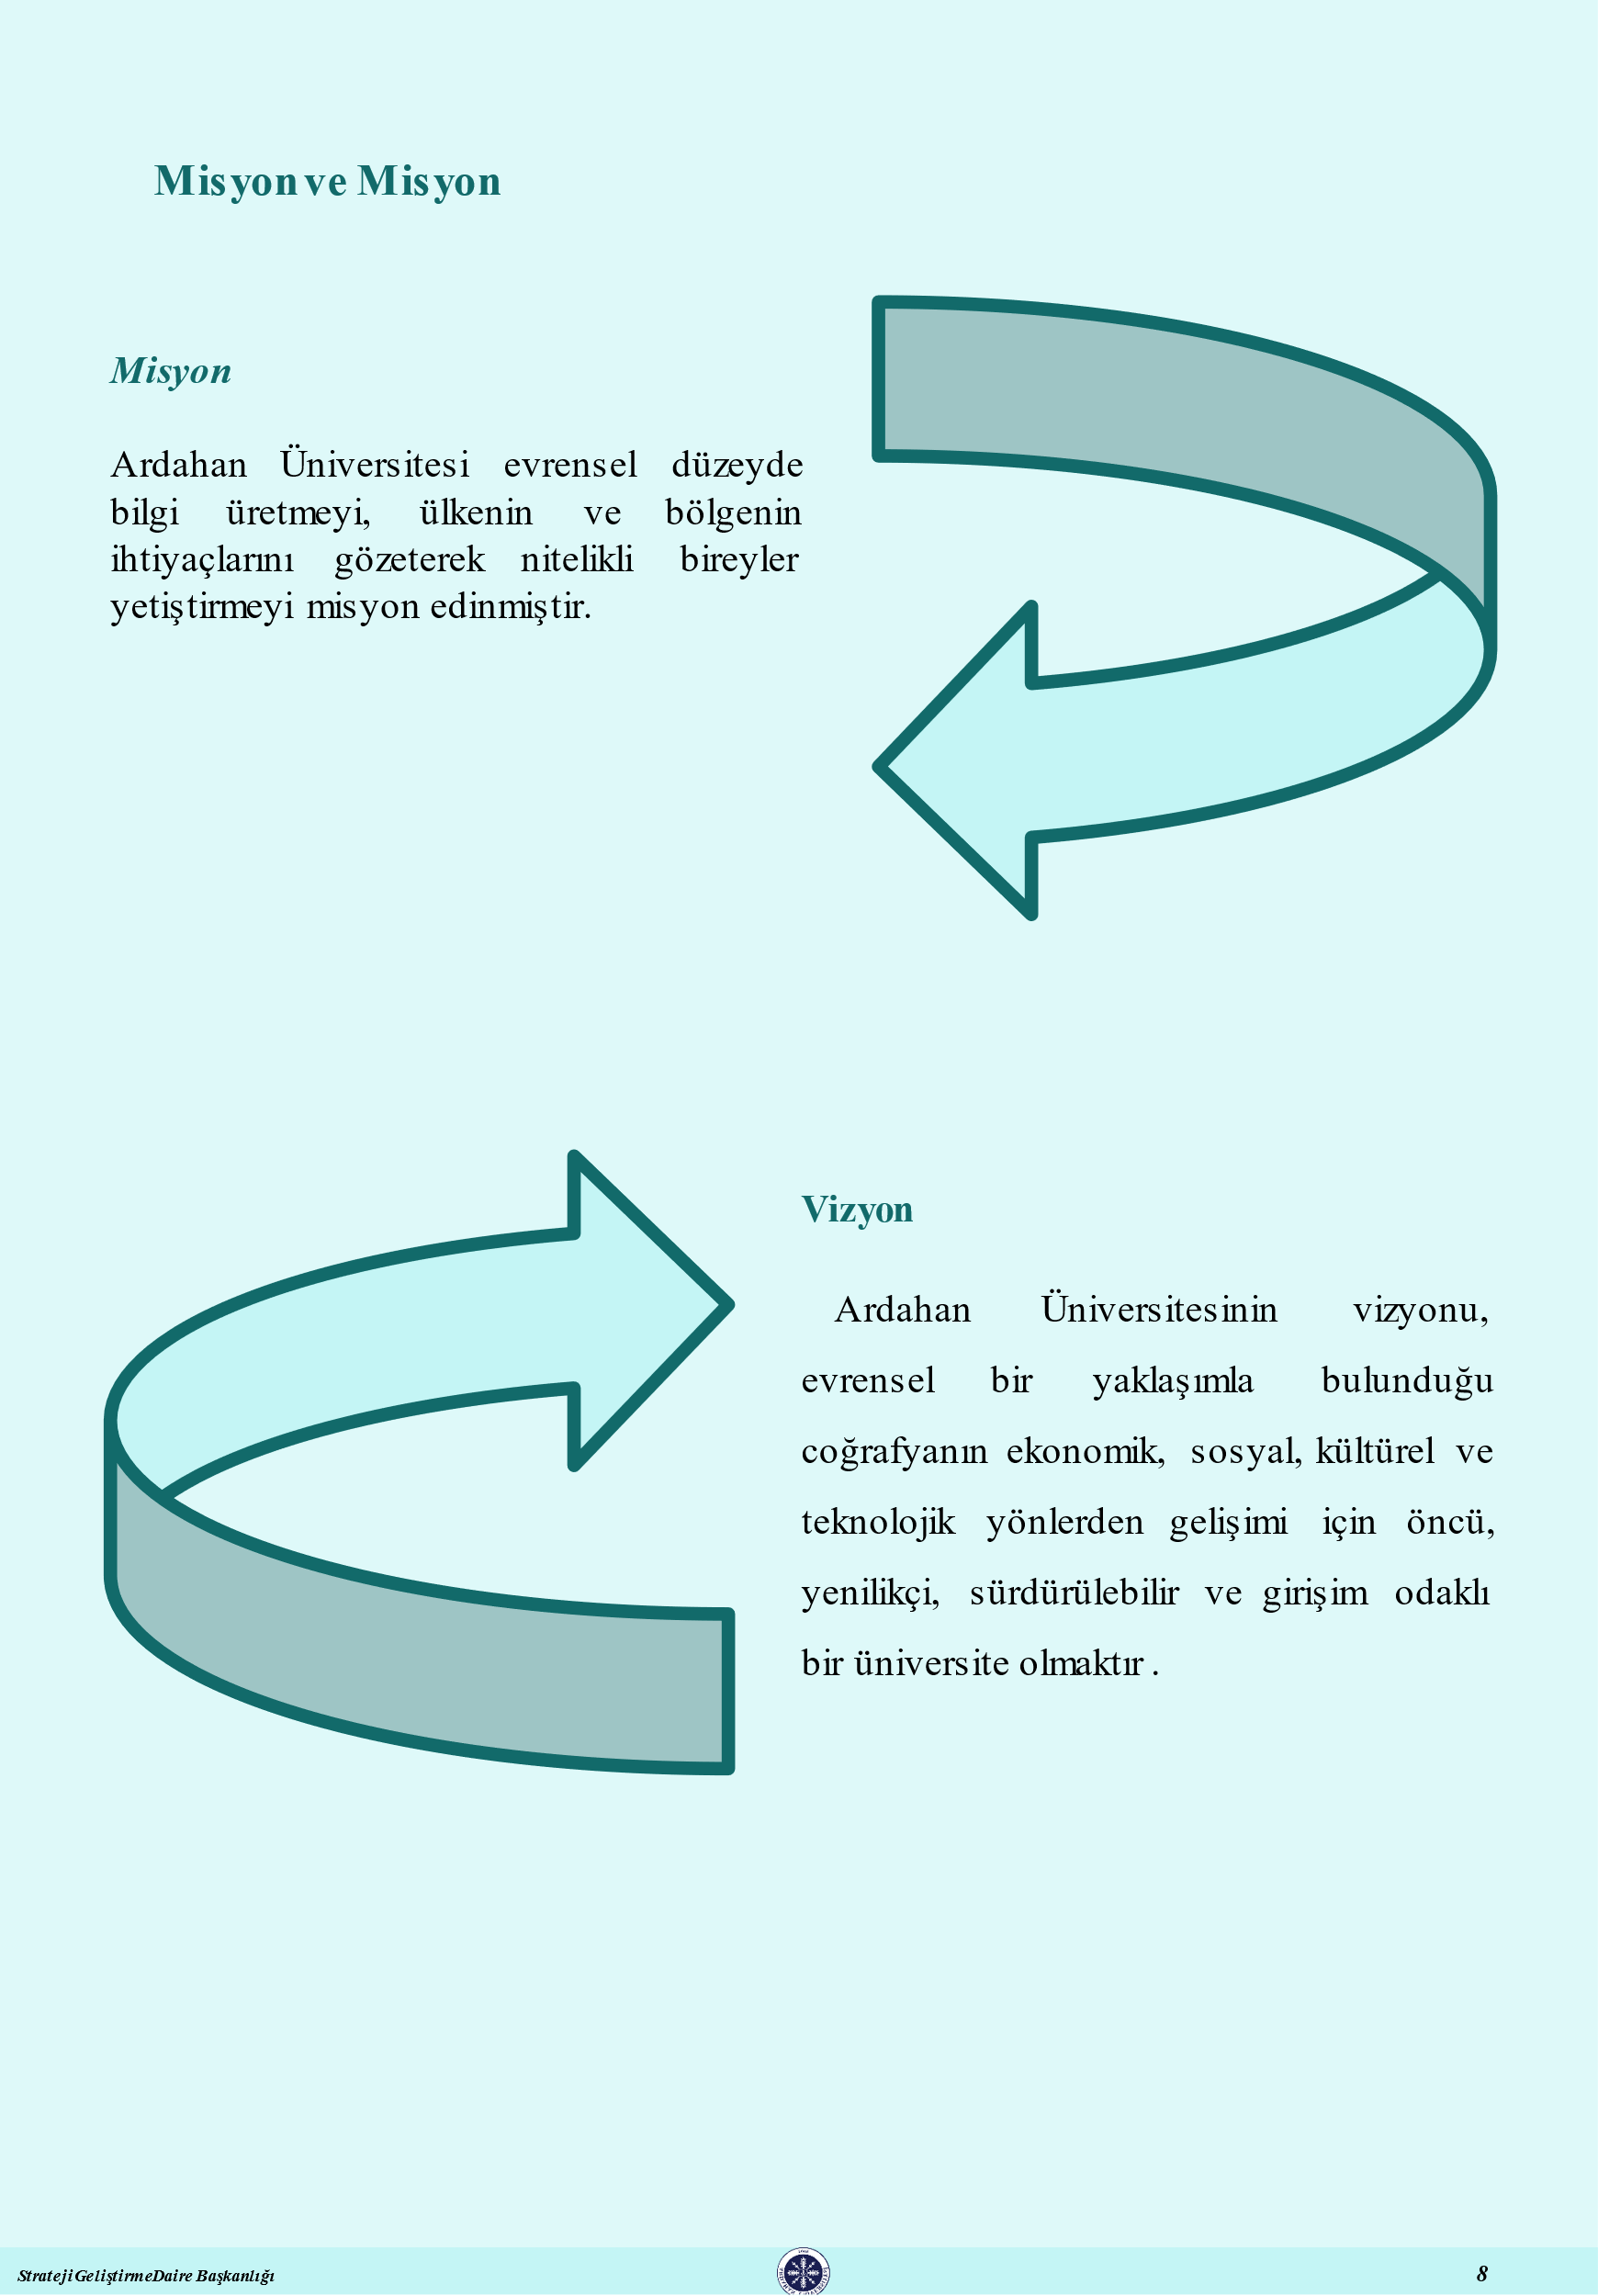 Misyon ve Misyon
Misyon
Ardahan Üniversitesi evrensel düzeyde
bilgi üretmeyi, ülkenin ve bölgenin
ihtiyaçlarını gözeterek nitelikli bireyler
yetiştirmeyi misyon edinmiştir.
Vizyon
Ardahan Üniversitesinin vizyonu,
evrensel bir yaklaşımla bulunduğu
coğrafyanın ekonomik, sosyal, kültürel ve
teknolojik yönlerden gelişimi için öncü,
yenilikçi, sürdürülebilir ve girişim odaklı
bir üniversite olmaktır .
Strateji Geliştirme Daire Başkanlığı
8